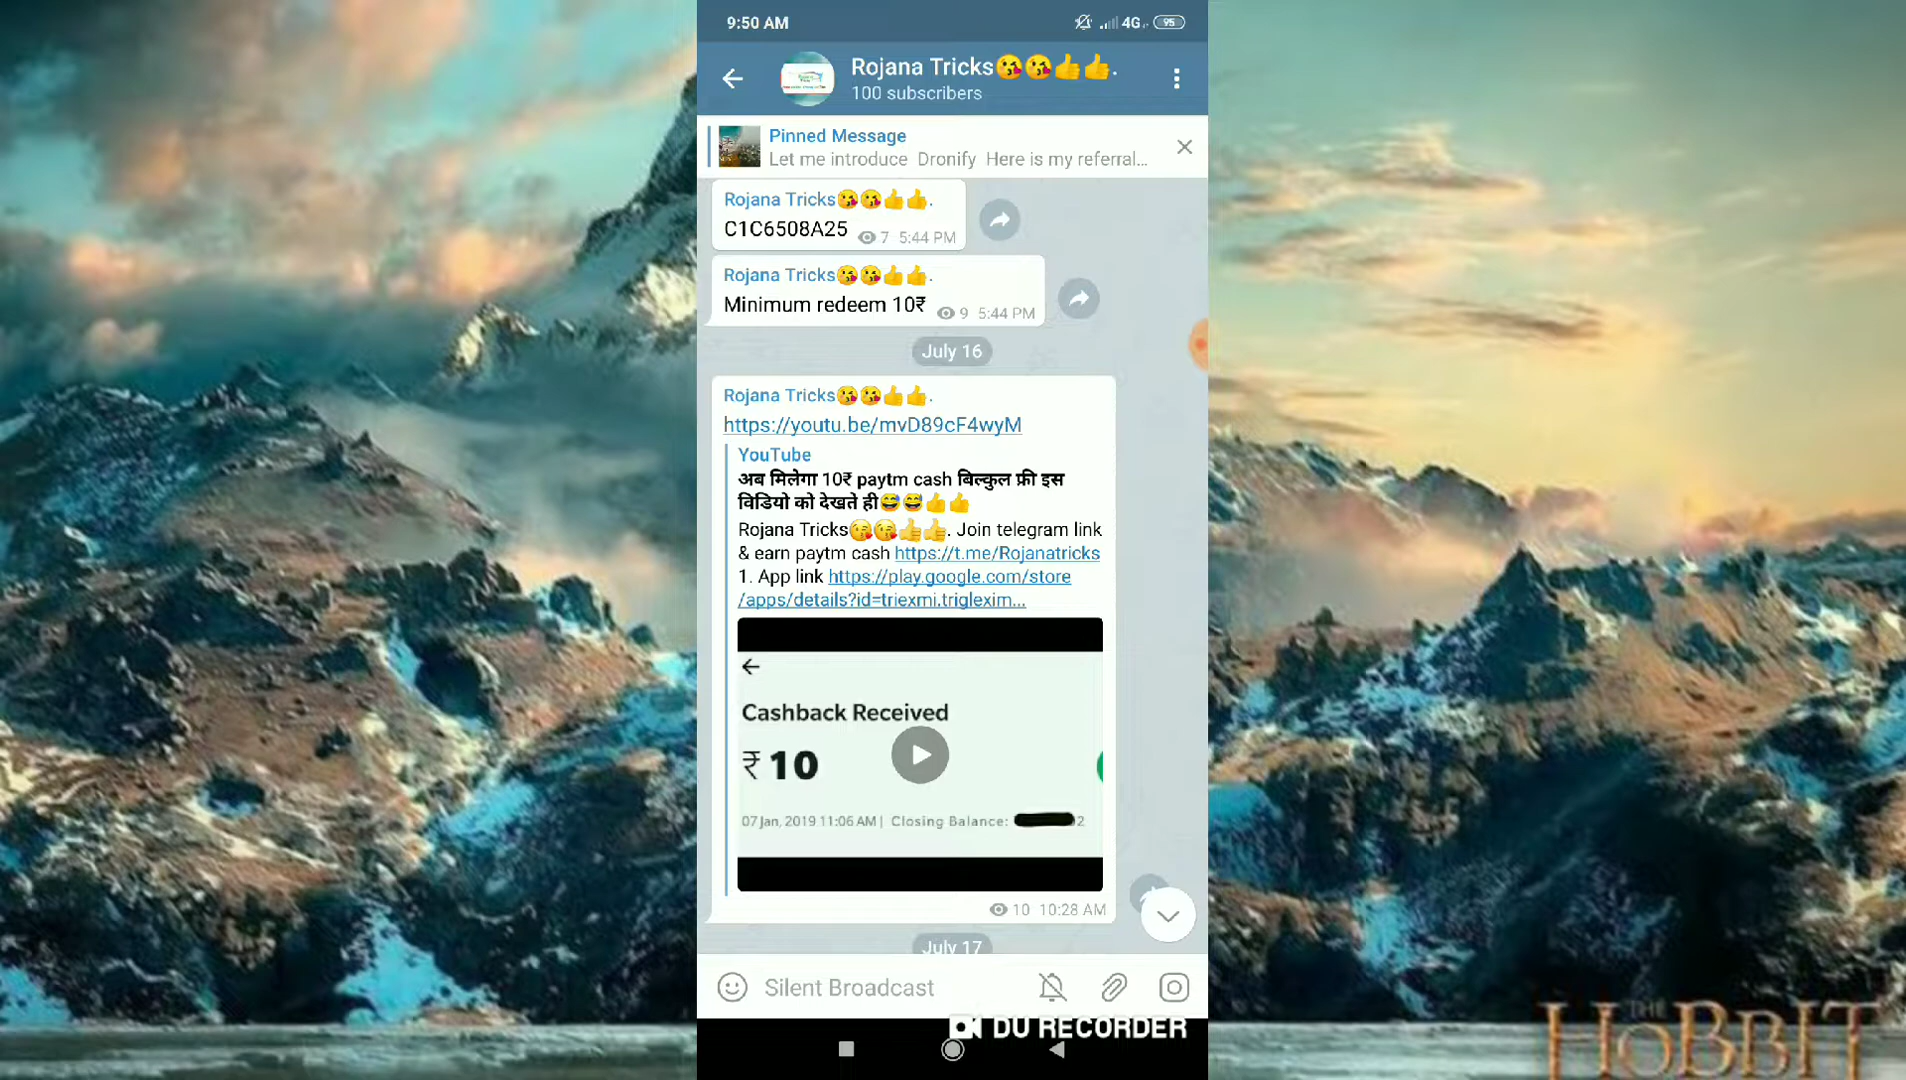 9:50 AM
4G
95
Rojana Tricks😘😘👍👍.
100 subscribers
Pinned Message
Let me introduce Dronify Here is my referral...
Rojana Tricks😘😘👍👍.
C1C6508A25
7 5:44 PM
Rojana Tricks😘😘👍👍.
Minimum redeem 10₹
9 5:44 PM
July 16
Rojana Tricks😘😘👍👍.
https://youtu.be/mvD89cF4wyM
YouTube
अब मिलेगा 10₹ paytm cash बिल्कुल फ्री इस
विडियो को देखते ही😅😅👍👍
Rojana Tricks😘😘👍👍. Join telegram link
& earn paytm cash https://t.me/Rojanatricks
1. App link https://play.google.com/store
/apps/details?id=triexmi.triglexim...
Cashback Received
₹ 10
07 Jan, 2019 11:06 AM | Closing Balance: 2
10 10:28 AM
July 17
Silent Broadcast
DU RECORDER
THE
HOBBIT